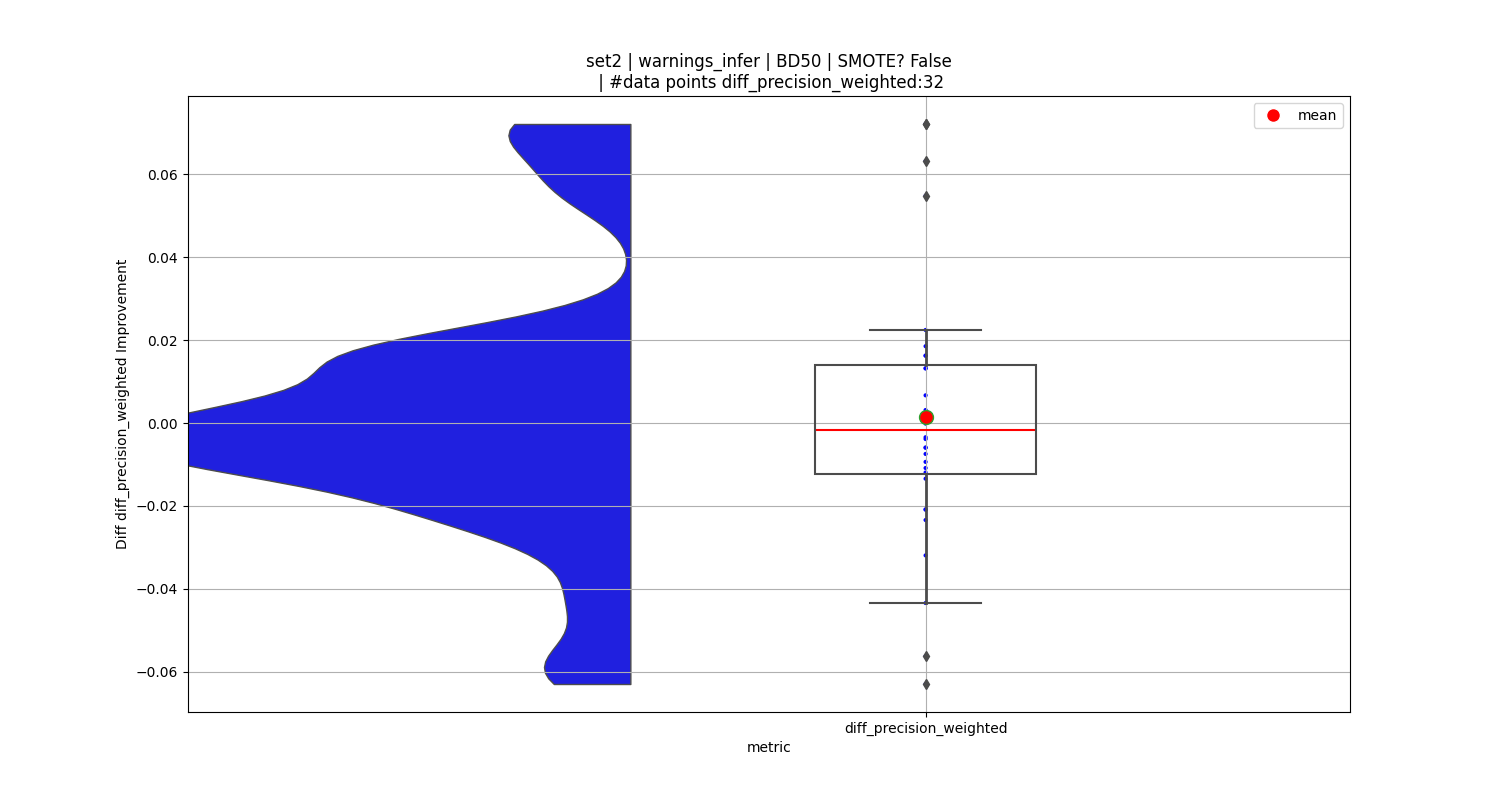 set2 | warnings_infer | BD50 | SMOTE? False
| #data points diff_precision_weighted:32
mean
0.06
0.04
0.02
0.00
−0.02
−0.04
−0.06
Diff diff_precision_weighted Improvement
diff_precision_weighted
metric